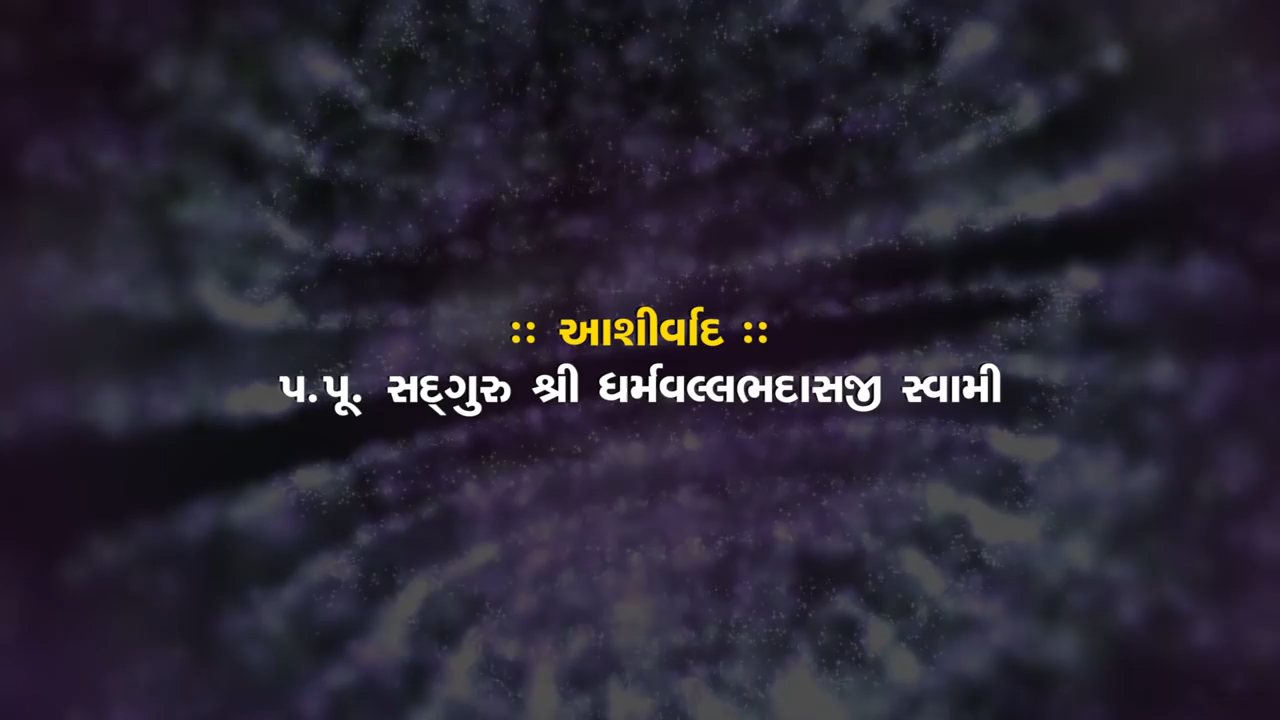 :: આશીર્વાદ ::
પ.પૂ. સદ્‌ગુરુ શ્રી ધર્મવલ્લભદાસજી સ્વામી